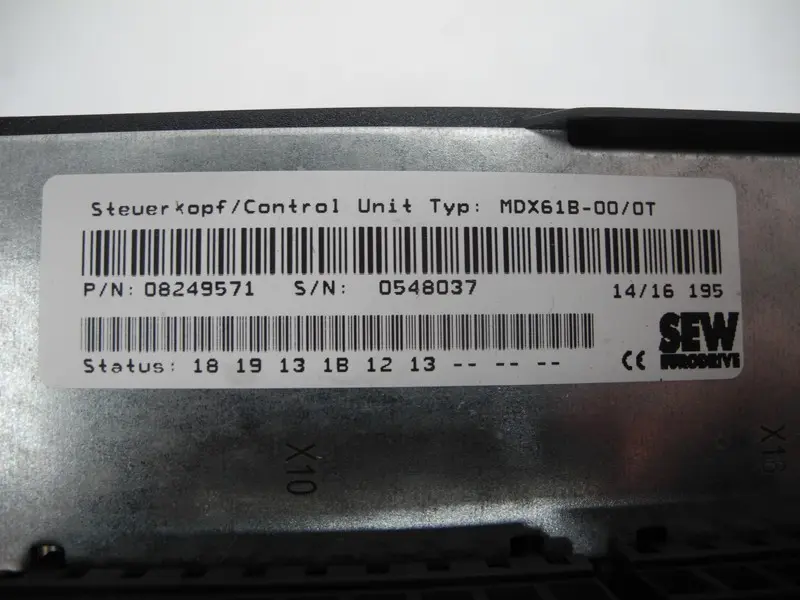 Steuerkopf/Control Unit Typ: MDX61B-00/0T
P/N: 08249571 S/N: 0548037 14/16 195
Status: 18 19 13 1B 12 13 -- -- --
CE
SEW
EURODRIVE
X10